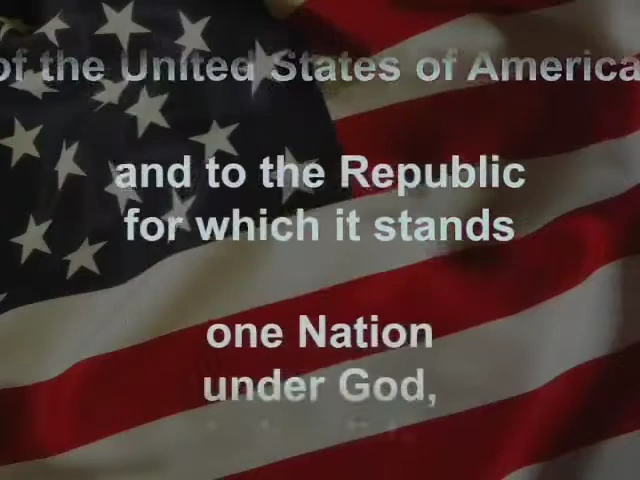 of the United States of America
and to the Republic
for which it stands
one Nation
under God,